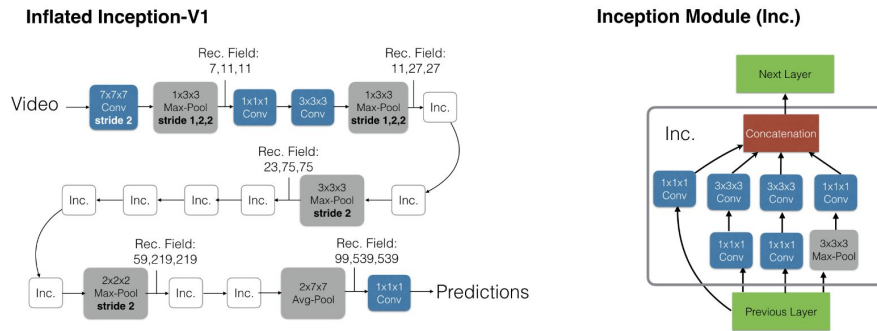 Inflated Inception-V1
Rec. Field:
7,11,11
Rec. Field:
11,27,27
Video
7x7x7
Conv
stride 2
1x3x3
Max-Pool
stride 1,2,2
1x1x1
Conv
3x3x3
Conv
1x3x3
Max-Pool
stride 1,2,2
Inc.
Rec. Field:
23,75,75
Inc.
Inc.
Inc.
Inc.
3x3x3
Max-Pool
stride 2
Inc.
Rec. Field:
59,219,219
Rec. Field:
99,539,539
Inc.
2x2x2
Max-Pool
stride 2
Inc.
Inc.
2x7x7
Avg-Pool
1x1x1
Conv
Predictions
Inception Module (Inc.)
Next Layer
Inc.
Concatenation
1x1x1
Conv
3x3x3
Conv
3x3x3
Conv
1x1x1
Conv
1x1x1
Conv
1x1x1
Conv
3x3x3
Max-Pool
Previous Layer